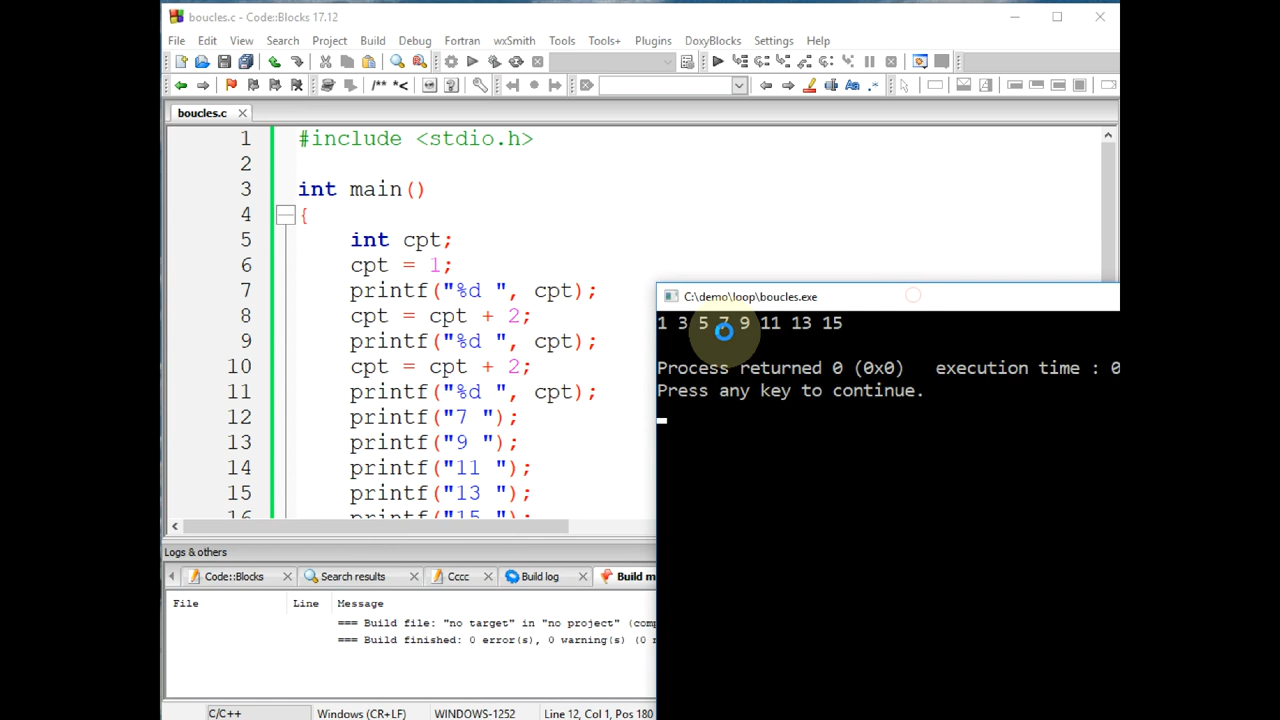 boucles.c - Code::Blocks 17.12
File Edit View Search Project Build Debug Fortran wxSmith Tools Tools+ Plugins DoxyBlocks Settings Help
/** *<
Aa .*
boucles.c
1 #include <stdio.h>
2
3 int main()
4 {
5 int cpt;
6 cpt = 1;
7 printf("%d ", cpt);
8 cpt = cpt + 2;
9 printf("%d ", cpt);
10 cpt = cpt + 2;
11 printf("%d ", cpt);
12 printf("7 ");
13 printf("9 ");
14 printf("11 ");
15 printf("13 ");
16 printf("15 ");
C:\demo\loop\boucles.exe
1 3 5 7 9 11 13 15
Process returned 0 (0x0) execution time : 0
Press any key to continue.
Logs & others
Code::Blocks Search results Cccc Build log Build m
File Line Message
=== Build file: "no target" in "no project" (comp
=== Build finished: 0 error(s), 0 warning(s) (0 m
C/C++ Windows (CR+LF) WINDOWS-1252 Line 12, Col 1, Pos 180